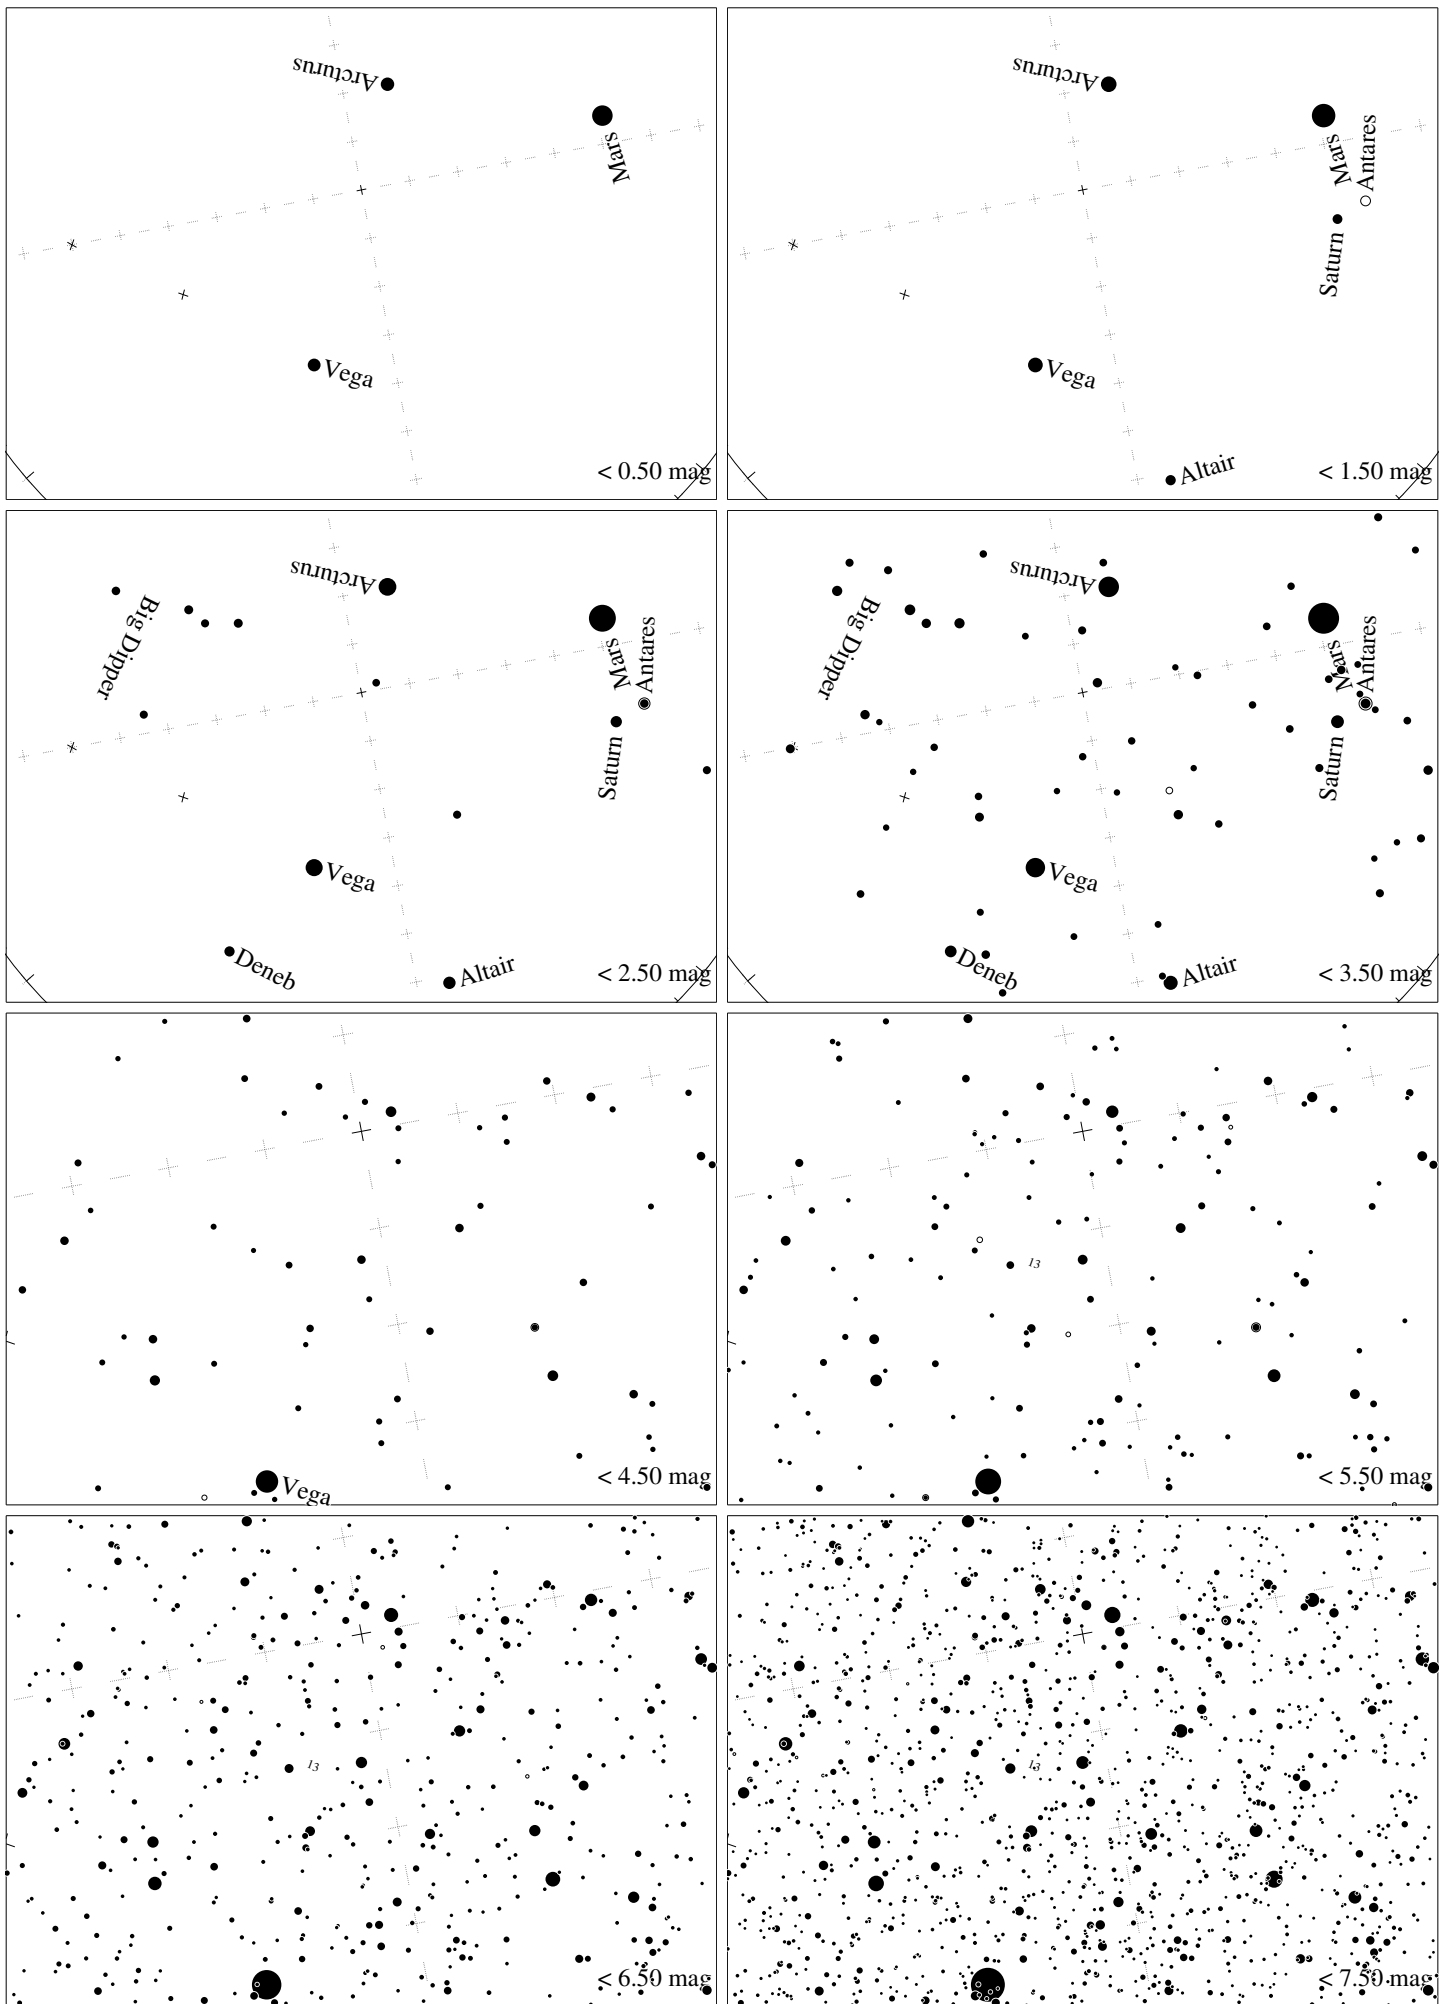 Arcturus
Mars
Vega
< 0.50 mag
Arcturus
Mars
Antares
Saturn
Vega
Altair
< 1.50 mag
Big Dipper
Arcturus
Mars
Antares
Saturn
Vega
Deneb
Altair
< 2.50 mag
Big Dipper
Arcturus
Mars
Antares
Saturn
Vega
Deneb
Altair
< 3.50 mag
Vega
< 4.50 mag
13
< 5.50 mag
13
< 6.50 mag
13
< 7.50 mag